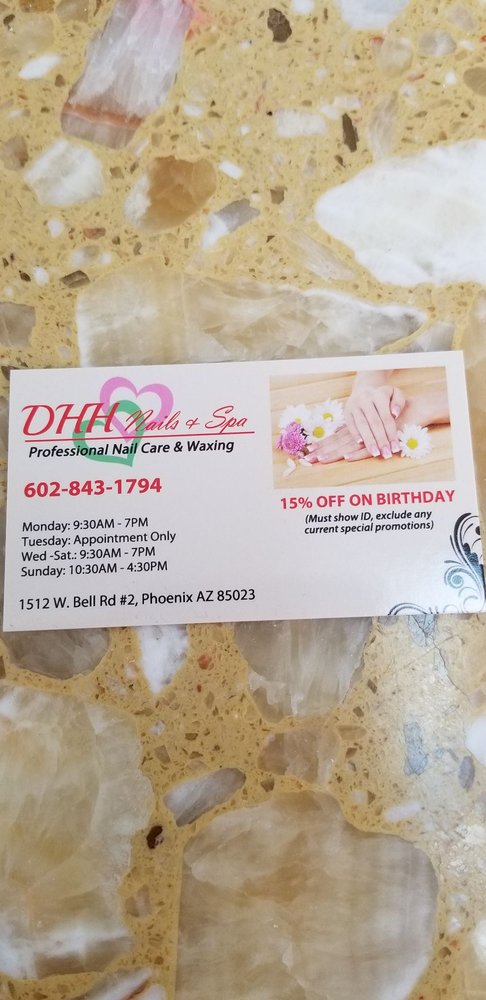 DHH Nails & Spa
Professional Nail Care & Waxing
602-843-1794
Monday: 9:30AM - 7PM
Tuesday: Appointment Only
Wed -Sat.: 9:30AM - 7PM
Sunday: 10:30AM - 4:30PM
1512 W. Bell Rd #2, Phoenix AZ 85023
15% OFF ON BIRTHDAY
(Must show ID, exclude any
current special promotions)